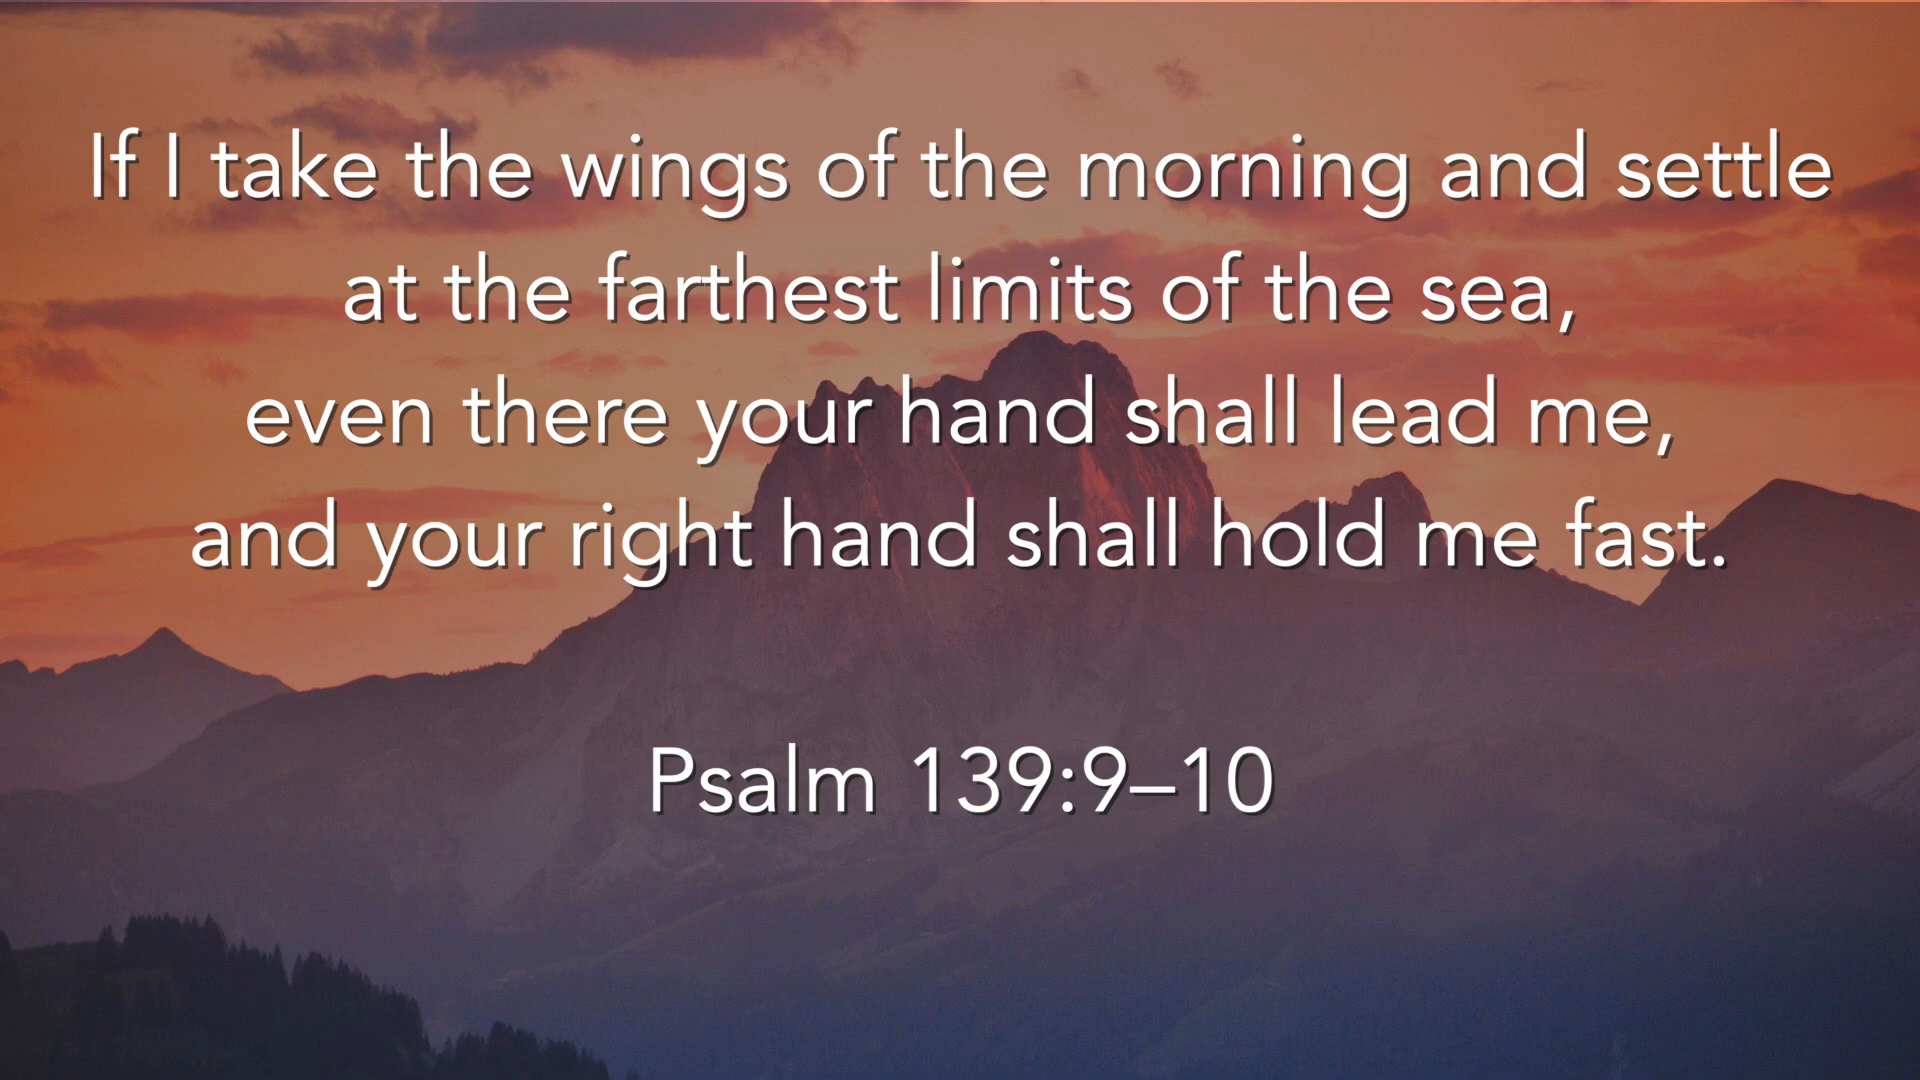 If I take the wings of the morning and settle
at the farthest limits of the sea,
even there your hand shall lead me,
and your right hand shall hold me fast.
Psalm 139:9–10